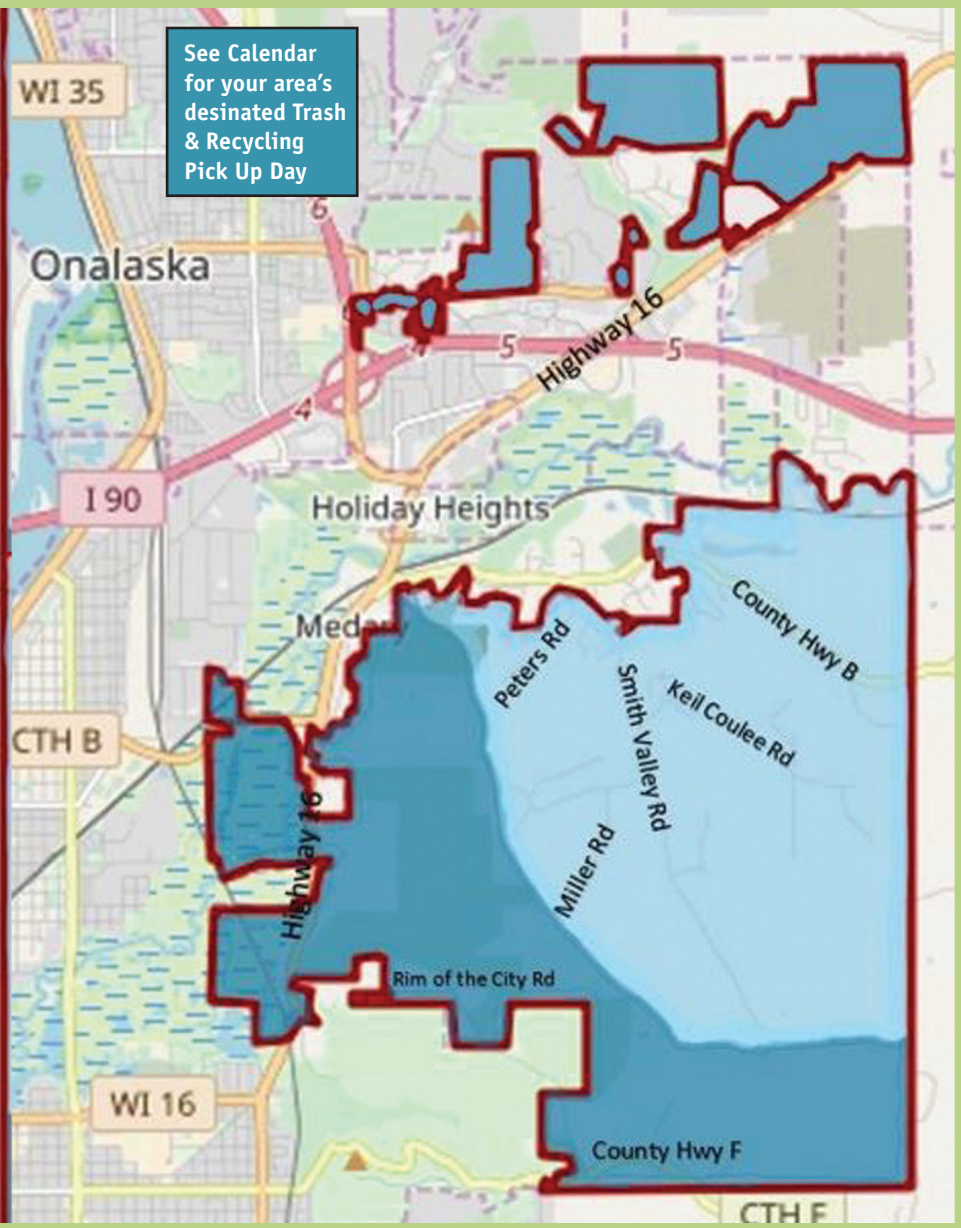 See Calendar
for your area's
desinated Trash
& Recycling
Pick Up Day
WI 35
6
Onalaska
Highway 16
4
5
5
4
I 90
Holiday Heights
Medary
Peters Rd
County Hwy B
Smith Valley Rd
Keil Coulee Rd
CTH B
Highway 16
Miller Rd
Rim of the City Rd
WI 16
County Hwy F
CTH F